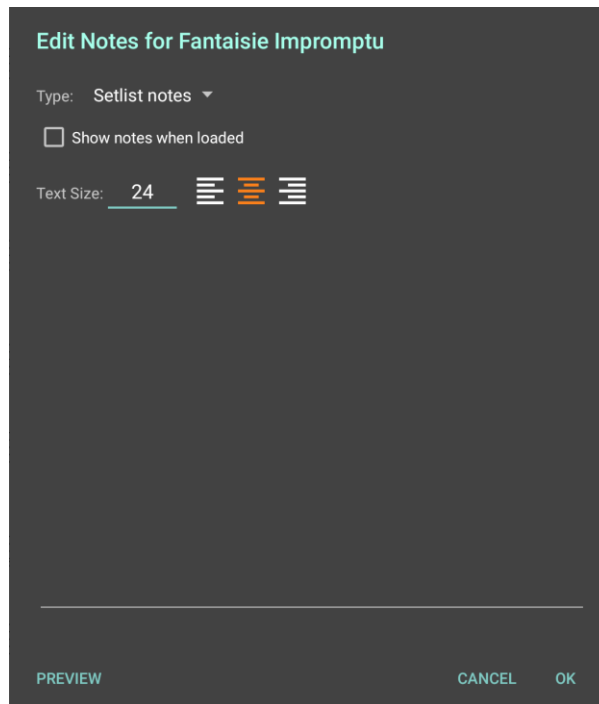 Edit Notes for Fantaisie Impromptu
Type: Setlist notes
Show notes when loaded
Text Size: 24
PREVIEW CANCEL OK